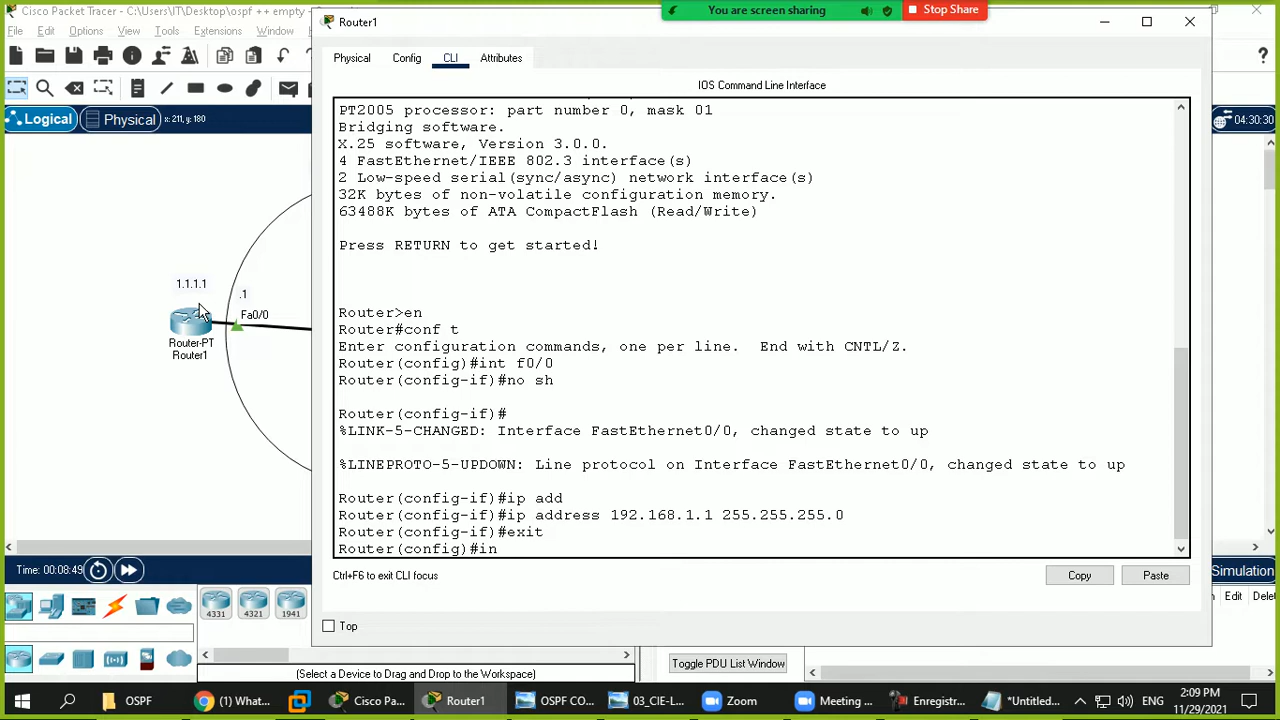 Cisco Packet Tracer - C:\Users\IT\Desktop\ospf ++ empty
You are screen sharing
Stop Share
Router1
File Edit Options View Tools Extensions Window
Physical Config CLI Attributes
IOS Command Line Interface
Logical
Physical x: 211, y: 180
04:30:30
PT2005 processor: part number 0, mask 01
Bridging software.
X.25 software, Version 3.0.0.
4 FastEthernet/IEEE 802.3 interface(s)
2 Low-speed serial(sync/async) network interface(s)
32K bytes of non-volatile configuration memory.
63488K bytes of ATA CompactFlash (Read/Write)
Press RETURN to get started!
Router>en
Router#conf t
Enter configuration commands, one per line.  End with CNTL/Z.
Router(config)#int f0/0
Router(config-if)#no sh
Router(config-if)#
%LINK-5-CHANGED: Interface FastEthernet0/0, changed state to up
%LINEPROTO-5-UPDOWN: Line protocol on Interface FastEthernet0/0, changed state to up
Router(config-if)#ip add
Router(config-if)#ip address 192.168.1.1 255.255.255.0
Router(config-if)#exit
Router(config)#in
1.1.1.1
.1
Fa0/0
Router-PT
Router1
Ctrl+F6 to exit CLI focus
Copy
Paste
Top
Time: 00:08:49
Simulation
Edit
4331
4321
1941
(Select a Device to Drag and Drop to the Workspace)
Toggle PDU List Window
OSPF
(1) What...
Cisco Pa...
Router1
OSPF CO...
03_CIE-L...
Zoom
Meeting ...
Enregistr...
*Untitled...
ENG
2:09 PM
11/29/2021